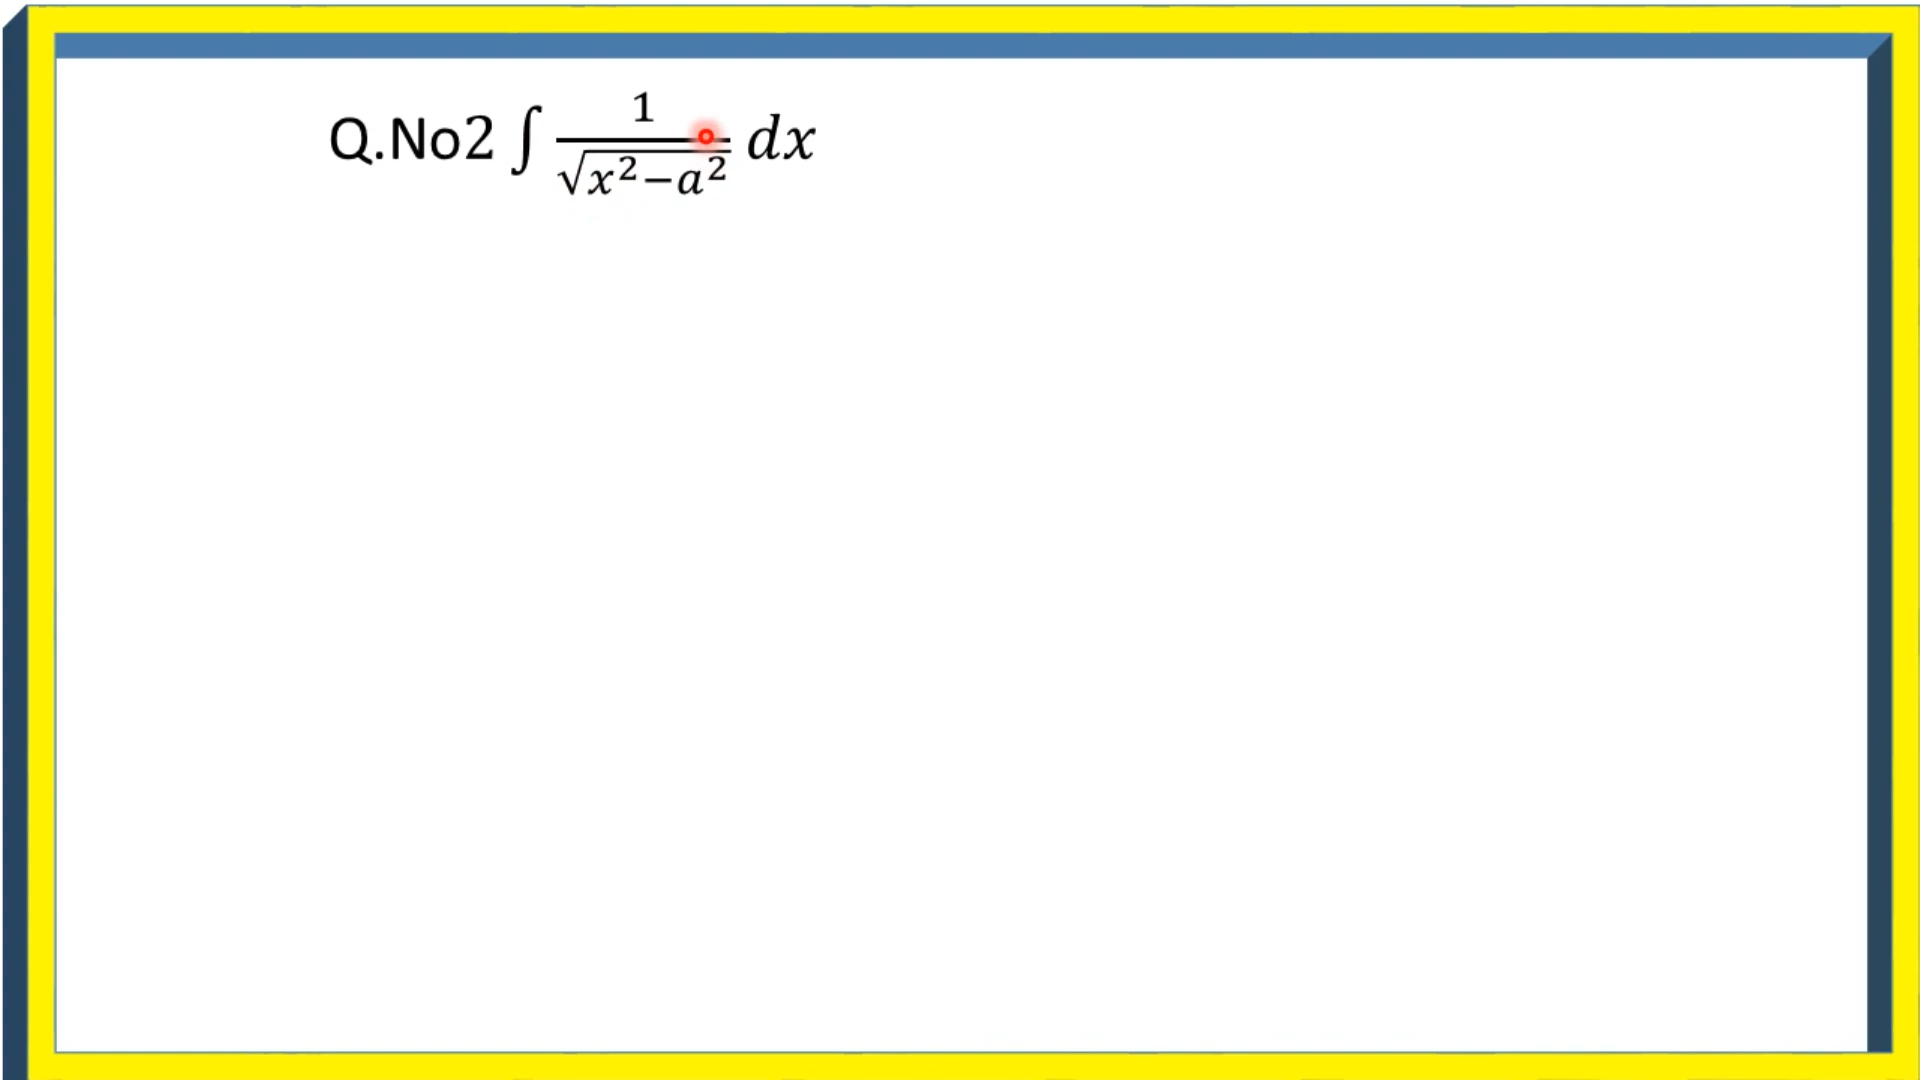 Q.No2 ∫ 1/√(x²−a²) dx